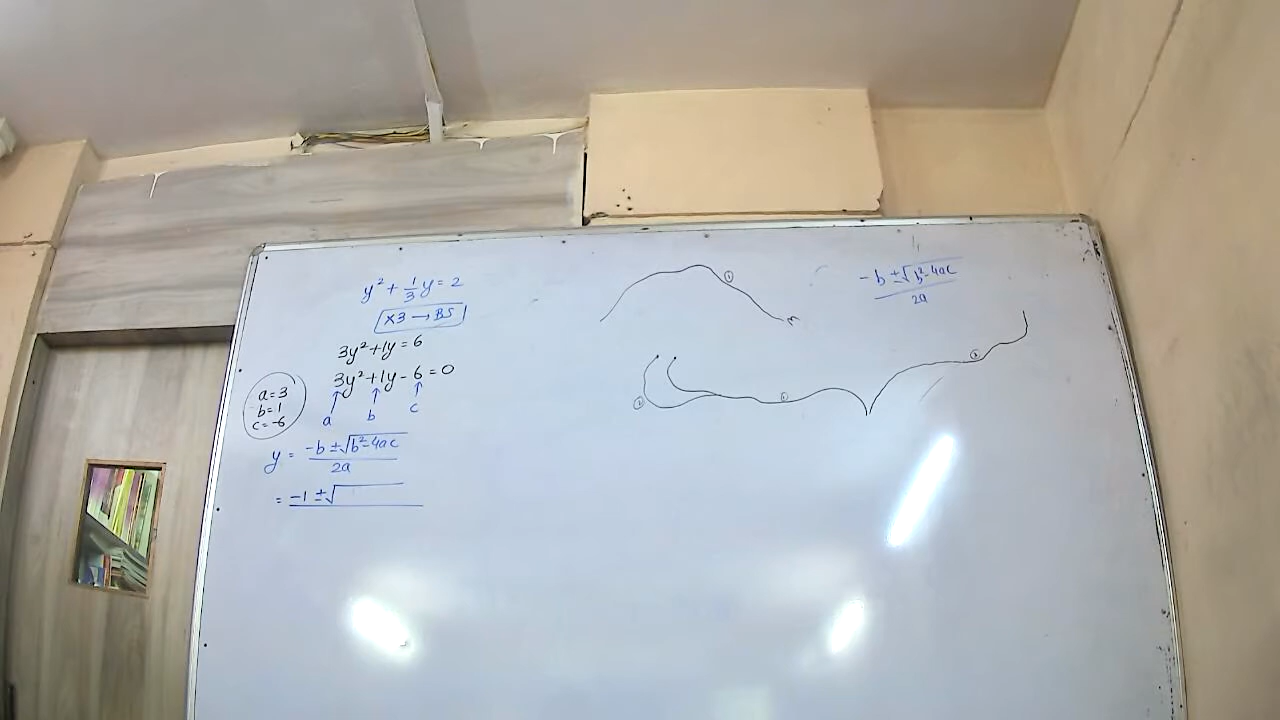 y² + 1/3 y = 2
×3 → BS
3y² + 1y = 6
3y² + 1y - 6 = 0
a b c
a = 3
b = 1
c = -6
y = -b ± √b² - 4ac / 2a
= -1 ± √
-b ± √b² - 4ac / 2a